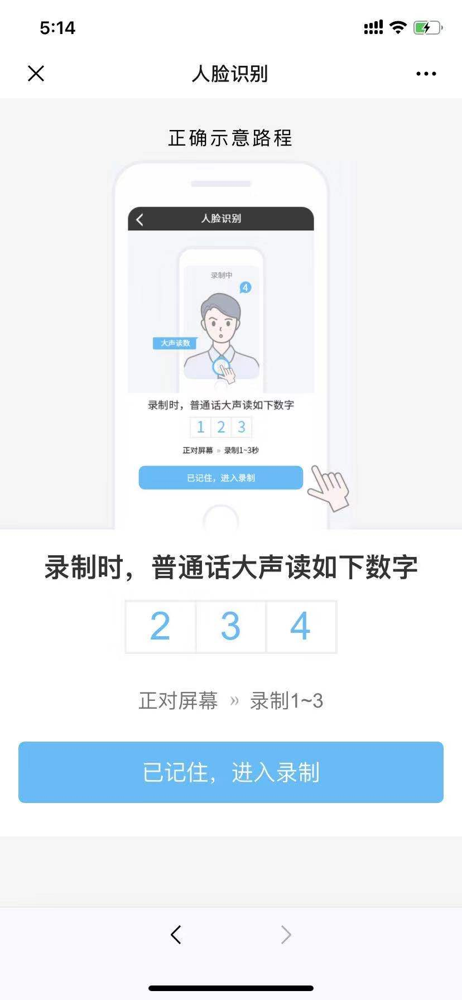 5:14
人脸识别
正确示意路程
人脸识别
录制中
4
大声读数
录制时，普通话大声读如下数字
1 2 3
正对屏幕 » 录制1~3秒
已记住，进入录制
录制时，普通话大声读如下数字
2 3 4
正对屏幕 » 录制1~3
已记住，进入录制